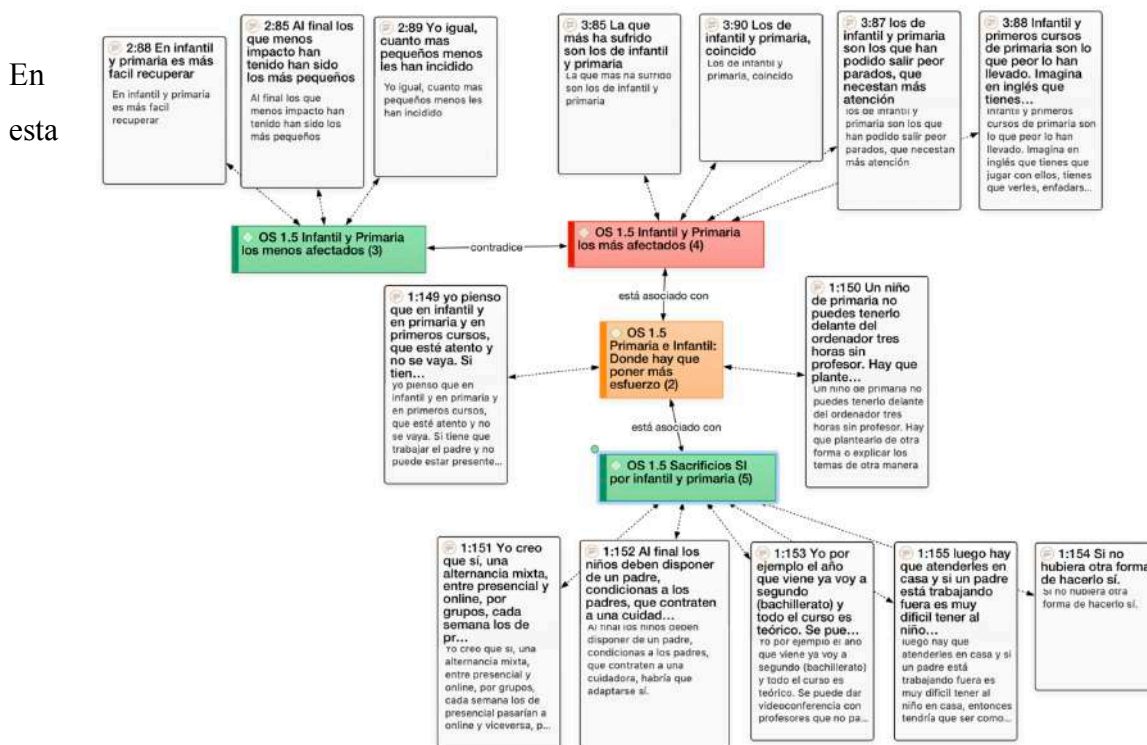 En
esta
2:88 En infantil
y primaria es más
facil recuperar
En infantil y primaria
es más facil
recuperar
2:85 Al final los
que menos
impacto han
tenido han sido
los más pequeños
Al final los que
menos impacto han
tenido han sido los
más pequeños
2:89 Yo igual,
cuanto mas
pequeños menos
les han incidido
Yo igual, cuanto mas
pequeños menos les
han incidido
3:85 La que
más ha sufrido
son los de infantil
y primaria
La que mas ha sufrido
son los de infantil y
primaria
3:90 Los de
infantil y primaria,
coincido
Los de infantil y
primaria, coincido
3:87 los de
infantil y primaria
son los que han
podido salir peor
parados, que
necestan más
atención
los de infantil y
primaria son los que
han podido salir peor
parados, que necesten
más atención
3:88 Infantil y
primeros cursos
de primaria son lo
que peor lo han
llevado. Imagina
en inglés que
tienes…
Infantil y primeros
cursos de primaria son
lo que peor lo han
llevado. Imagina en
inglés que tienes que
jugar con ellos, tienes
que verles, enfadars...
OS 1.5 Infantil y Primaria
los menos afectados (3)
contradice
OS 1.5 Infantil y Primaria
los más afectados (4)
está asociado con
1:149 yo pienso
que en infantil y
en primaria y en
primeros cursos,
que esté atento y
no se vaya. Si
tien…
yo pienso que en
infantil y en primaria y
en primeros cursos,
que esté atento y no
se vaya. Si tiene que
trabajar el padre y no
puede estar presente...
OS 1.5
Primaria e Infantil:
Donde hay que
poner más
esfuerzo (2)
1:150 Un niño
de primaria no
puedes tenerlo
delante del
ordenador tres
horas sin
profesor. Hay que
plante…
Un niño de primaria no
puedes tenerlo delante
del ordenador tres
horas sin profesor. Hay
que plantearlo de otra
forma o explicar los
temas de otra manera
está asociado con
OS 1.5 Sacrificios SI
por infantil y primaria (5)
1:151 Yo creo
que sí, una
alternancia mixta,
entre presencial y
online, por
grupos, cada
semana los de
pr…
Yo creo que si, una
alternancia mixta,
entre presencial y
online, por grupos,
cada semana los de
presencial pasarían a
online y viceversa, p...
1:152 Al final los
niños deben disponer
de un padre,
condicionas a los
padres, que contraten
a una cuidad…
Al final los niños deben
disponer de un padre,
condicionas a los padres,
que contraten a una
cuidadora, habría que
adaptarse sí.
1:153 Yo por
ejemplo el año
que viene ya voy a
segundo
(bachillerato) y
todo el curso es
teórico. Se pue…
Yo por ejemplo el año
que viene ya voy a
segundo (bachillerato)
y todo el curso es
teórico. Se puede dar
videoconferencia con
profesores que no pa...
1:155 luego hay
que atenderles en
casa y si un padre
está trabajando
fuera es muy
dificil tener al
niño…
luego hay que
atenderles en casa y si
un padre está
trabajando fuera es
muy dificil tener al
niño en casa, entonces
tendría que ser como...
1:154 Si no
hubiera otra forma
de hacerlo sí.
Si no hubiera otra
forma de hacerlo sí.